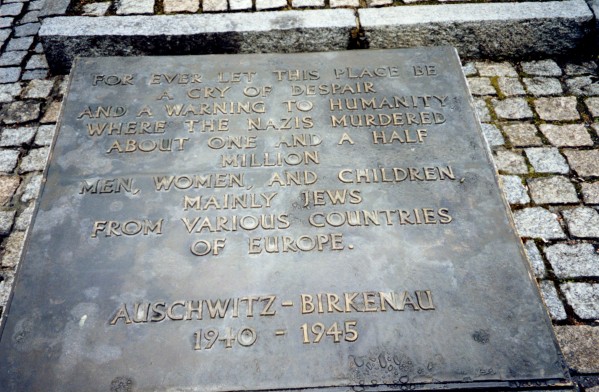 FOR EVER LET THIS PLACE BE
A CRY OF DESPAIR
AND A WARNING TO HUMANITY
WHERE THE NAZIS MURDERED
ABOUT ONE AND A HALF
MILLION
MEN, WOMEN, AND CHILDREN,
MAINLY JEWS
FROM VARIOUS COUNTRIES
OF EUROPE.
AUSCHWITZ - BIRKENAU
1940 - 1945